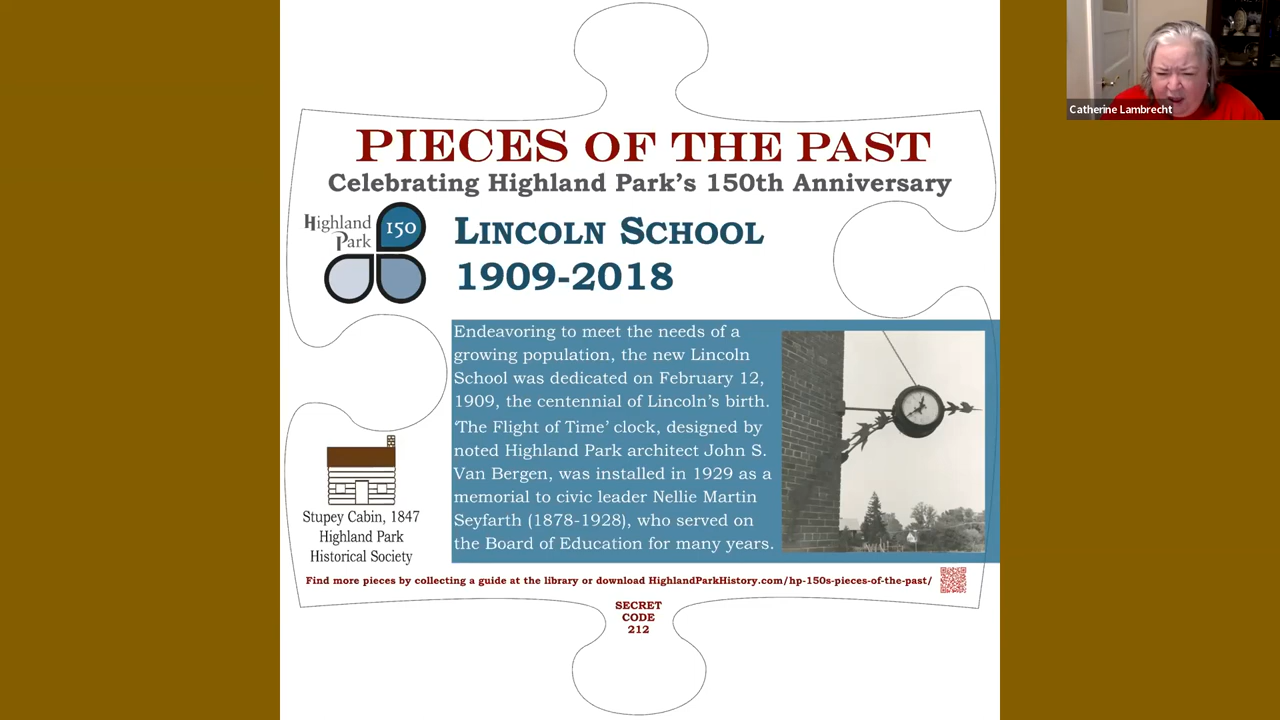 Catherine Lambrecht
PIECES OF THE PAST
Celebrating Highland Park's 150th Anniversary
Highland
Park
150
LINCOLN SCHOOL
1909-2018
Endeavoring to meet the needs of a
growing population, the new Lincoln
School was dedicated on February 12,
1909, the centennial of Lincoln's birth.
'The Flight of Time' clock, designed by
noted Highland Park architect John S.
Van Bergen, was installed in 1929 as a
memorial to civic leader Nellie Martin
Seyfarth (1878-1928), who served on
the Board of Education for many years.
Stupey Cabin, 1847
Highland Park
Historical Society
Find more pieces by collecting a guide at the library or download HighlandParkHistory.com/hp-150s-pieces-of-the-past/
SECRET
CODE
212